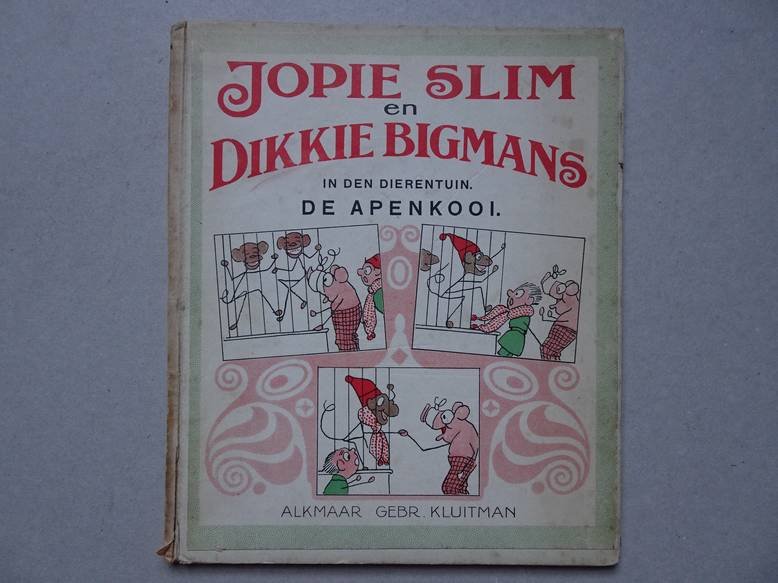 JOPIE SLIM
en
DIKKIE BIGMANS
IN DEN DIERENTUIN.
DE APENKOOI.
ALKMAAR GEBR. KLUITMAN